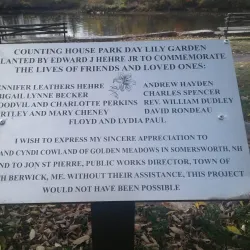 COUNTING HOUSE PARK DAY LILY GARDEN
PLANTED BY EDWARD J HEHRE JR TO COMMEMORATE
THE LIVES OF FRIENDS AND LOVED ONES:
JENNIFER LEATHERS HEHRE ANDREW HAYDEN
ABIGAIL LYNNE BECKER CHARLES SPENCER
GOODVIL AND CHARLOTTE PERKINS REV. WILLIAM DUDLEY
HARTLEY AND MARY CHENEY DAVID RONDEAU
FLOYD AND LYDIA PAUL
I WISH TO EXPRESS MY SINCERE APPRECIATION TO
AND CYNDI COWLAND OF GOLDEN MEADOWS IN SOMERSWORTH, NH
AND TO JON ST PIERRE, PUBLIC WORKS DIRECTOR, TOWN OF
SOUTH BERWICK, ME. WITHOUT THEIR ASSISTANCE, THIS PROJECT
WOULD NOT HAVE BEEN POSSIBLE